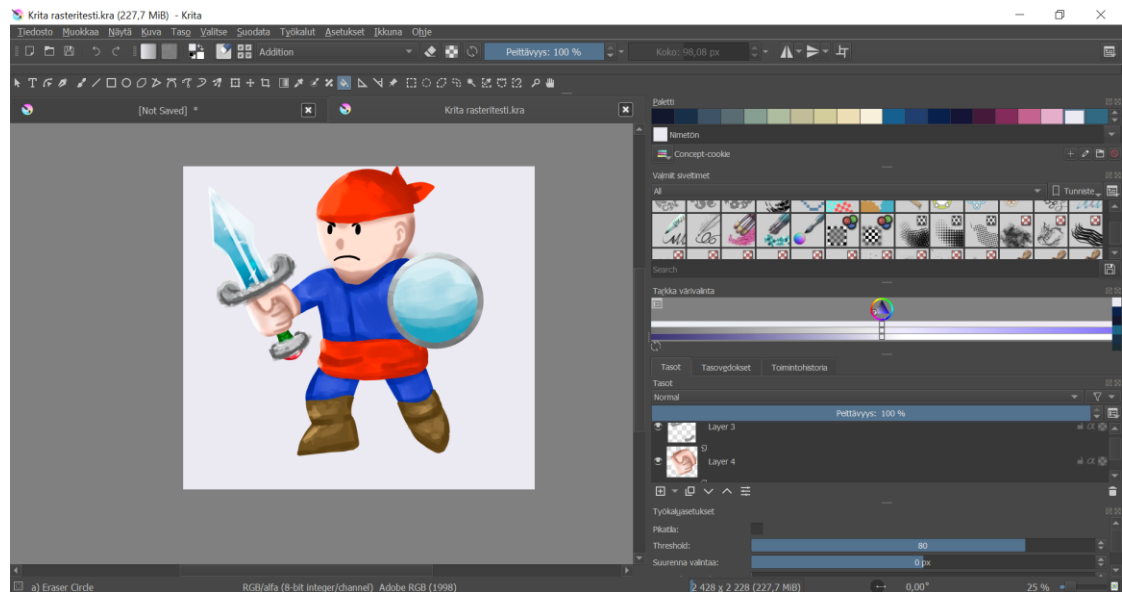 Krita rasteritesti.kra (227,7 MiB) - Krita
Tiedosto Muokkaa Näytä Kuva Taso Valitse Suodata Työkalut Asetukset Ikkuna Ohje
Addition Peittävyys: 100 % Koko: 98,08 px
[Not Saved] * Krita rasteritesti.kra
Paletti
Nimetön
Concept-cookie
Valmit siveltimet
All Tunniste
Search
Tarkka värivalinta
Tasot Tasovedokset Toimintohistoria
Tasot
Normal
Peittävyys: 100 %
Layer 3
Layer 4
Työkaluasetukset
Pikatila:
Threshold: 80
Suurenna valintaa: 0 px
a) Eraser Circle RGB/alfa (8-bit integer/channel) Adobe RGB (1998) 2 428 x 2 228 (227,7 MiB) 0,00° 25 %